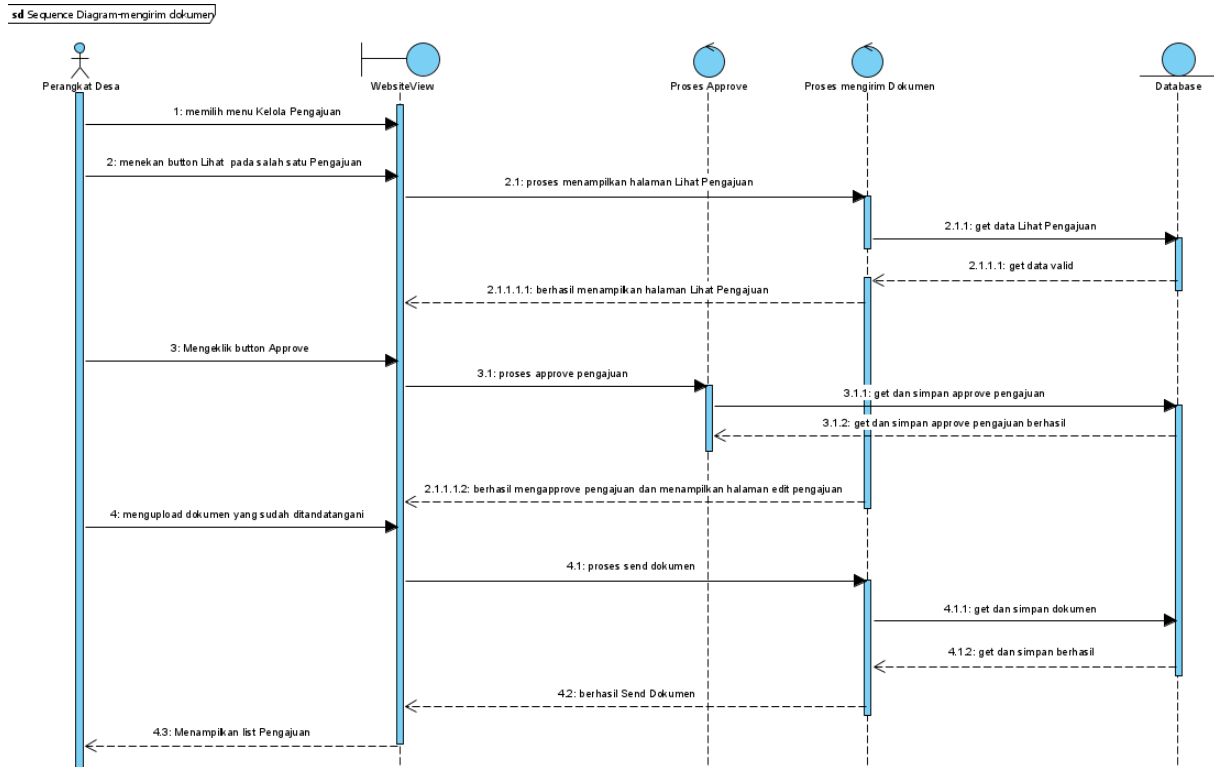 sd Sequence Diagram-mengirim dokumen
Perangkat Desa
WebsiteView
Proses Approve
Proses mengirim Dokumen
Database
1: memilih menu Kelola Pengajuan
2: menekan button Lihat pada salah satu Pengajuan
2.1: proses menampilkan halaman Lihat Pengajuan
2.1.1: get data Lihat Pengajuan
2.1.1.1: get data valid
2.1.1.1.1: berhasil menampilkan halaman Lihat Pengajuan
3: Mengeklik button Approve
3.1: proses approve pengajuan
3.1.1: get dan simpan approve pengajuan
3.1.2: get dan simpan approve pengajuan berhasil
2.1.1.1.2: berhasil mengapprove pengajuan dan menampilkan halaman edit pengajuan
4: mengupload dokumen yang sudah ditandatangani
4.1: proses send dokumen
4.1.1: get dan simpan dokumen
4.1.2: get dan simpan berhasil
4.2: berhasil Send Dokumen
4.3: Menampilkan list Pengajuan